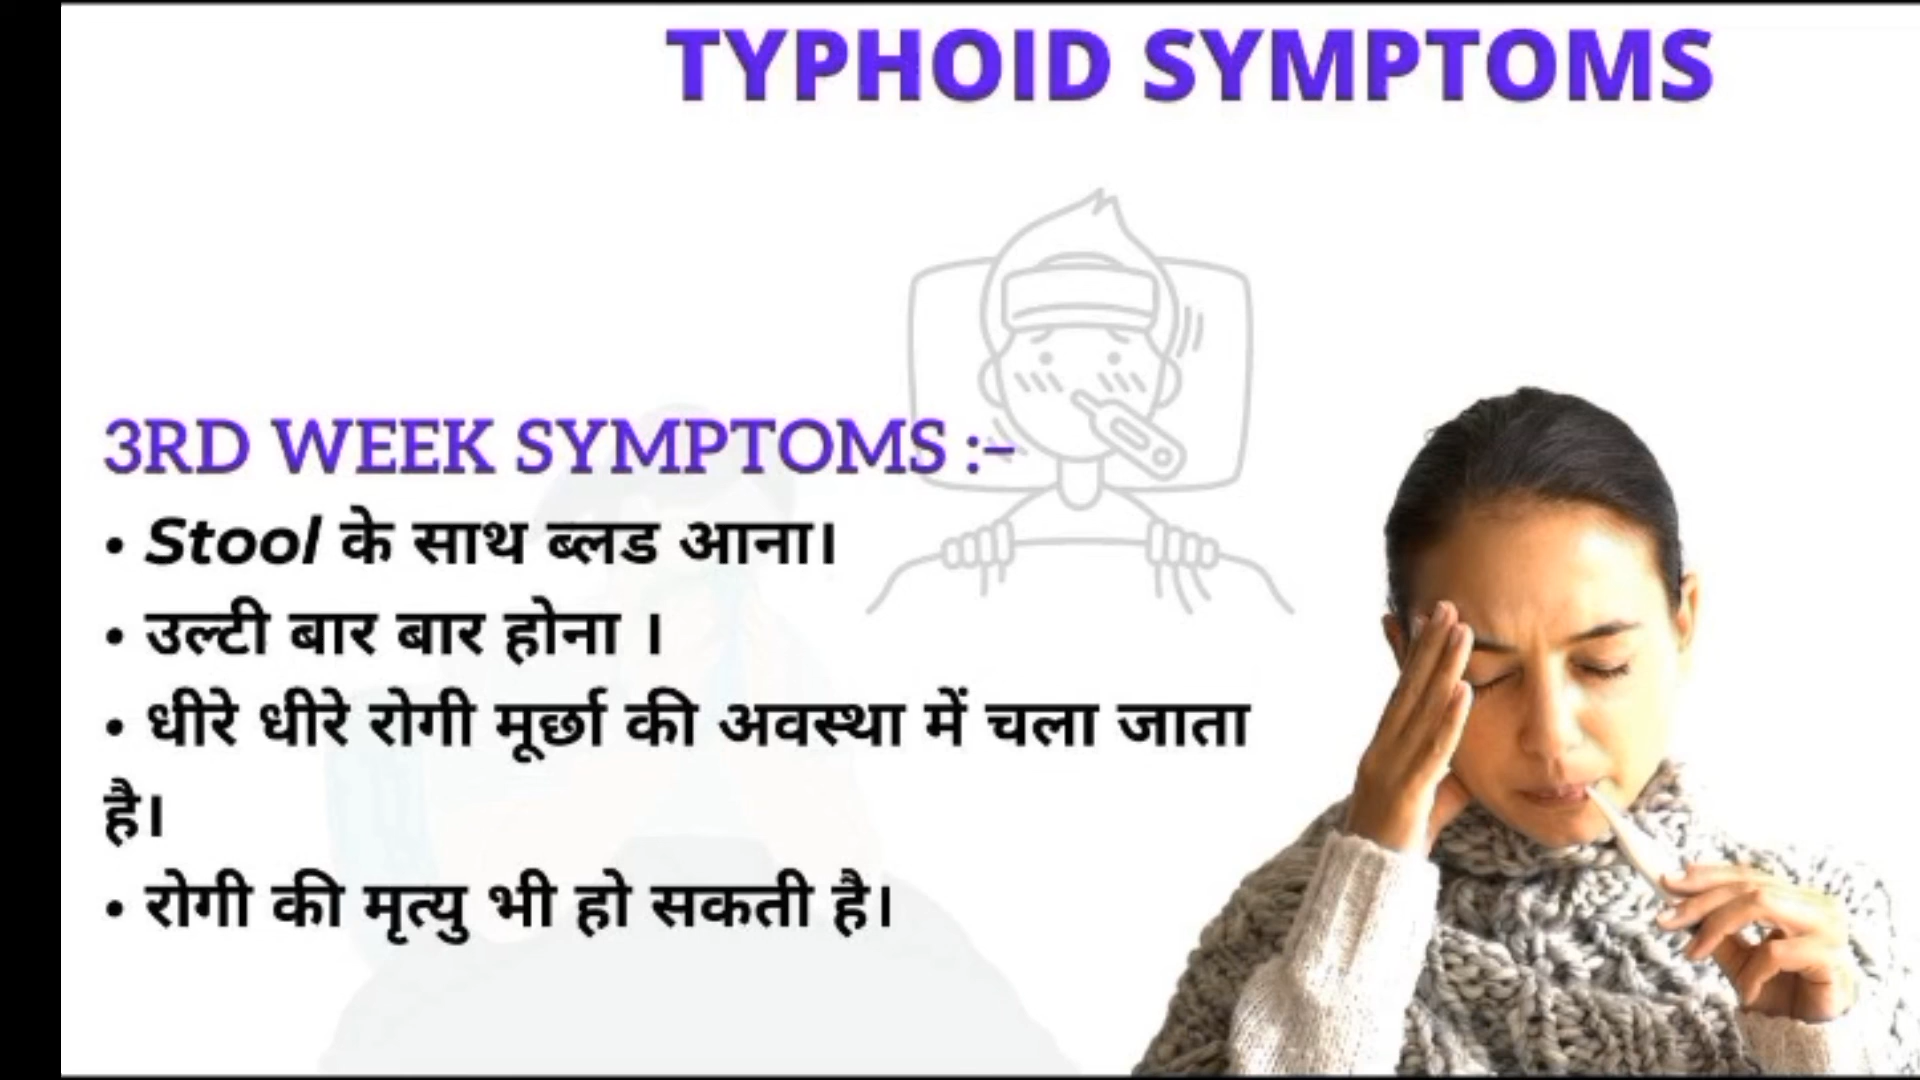 TYPHOID SYMPTOMS
3RD WEEK SYMPTOMS :-
• Stool के साथ ब्लड आना।
• उल्टी बार बार होना ।
• धीरे धीरे रोगी मूर्छा की अवस्था में चला जाता
है।
• रोगी की मृत्यु भी हो सकती है।